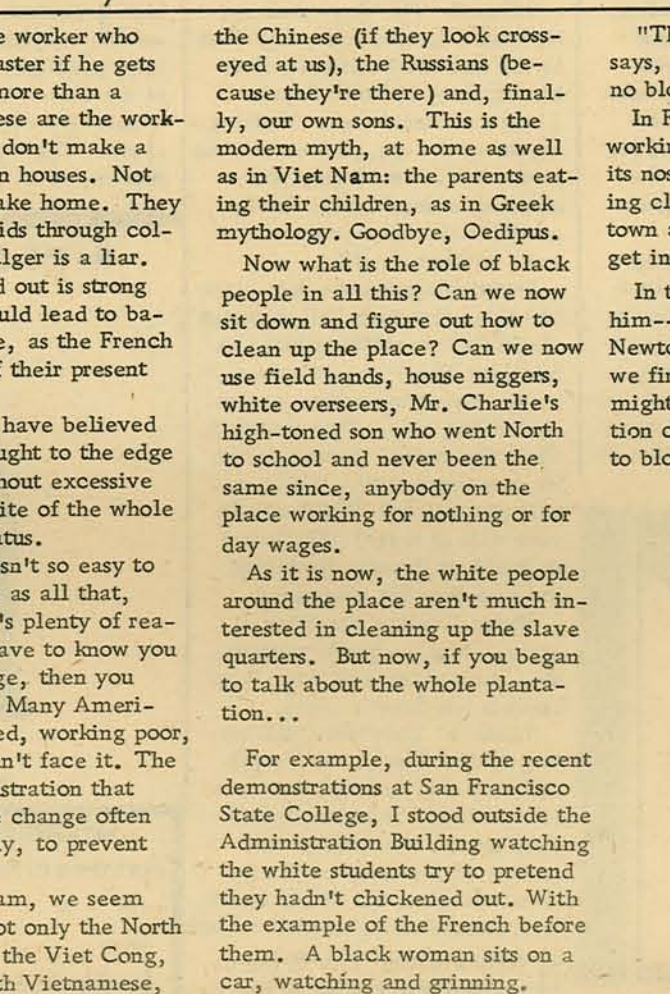 e worker who
aster if he gets
more than a
ese are the work-
don't make a
n houses. Not
ake home. They
ids through col-
lger is a liar.
d out is strong
uld lead to ba-
e, as the French
f their present
have believed
ught to the edge
hout excessive
ite of the whole
atus.
sn't so easy to
as all that,
's plenty of rea-
ave to know you
ge, then you
Many Ameri-
ed, working poor,
n't face it. The
stration that
change often
y, to prevent
am, we seem
ot only the North
the Viet Cong,
th Vietnamese,
the Chinese (if they look cross-
eyed at us), the Russians (be-
cause they're there) and, final-
ly, our own sons. This is the
modern myth, at home as well
as in Viet Nam: the parents eat-
ing their children, as in Greek
mythology. Goodbye, Oedipus.
Now what is the role of black
people in all this? Can we now
sit down and figure out how to
clean up the place? Can we now
use field hands, house niggers,
white overseers, Mr. Charlie's
high-toned son who went North
to school and never been the
same since, anybody on the
place working for nothing or for
day wages.
As it is now, the white people
around the place aren't much in-
terested in cleaning up the slave
quarters. But now, if you began
to talk about the whole planta-
tion...
For example, during the recent
demonstrations at San Francisco
State College, I stood outside the
Administration Building watching
the white students try to pretend
they hadn't chickened out. With
the example of the French before
them. A black woman sits on a
car, watching and grinning.
"Th
says,
no blo
In F
workin
its nos
ing cl
town a
get in
In t
him--
Newto
we fin
might
tion o
to blo